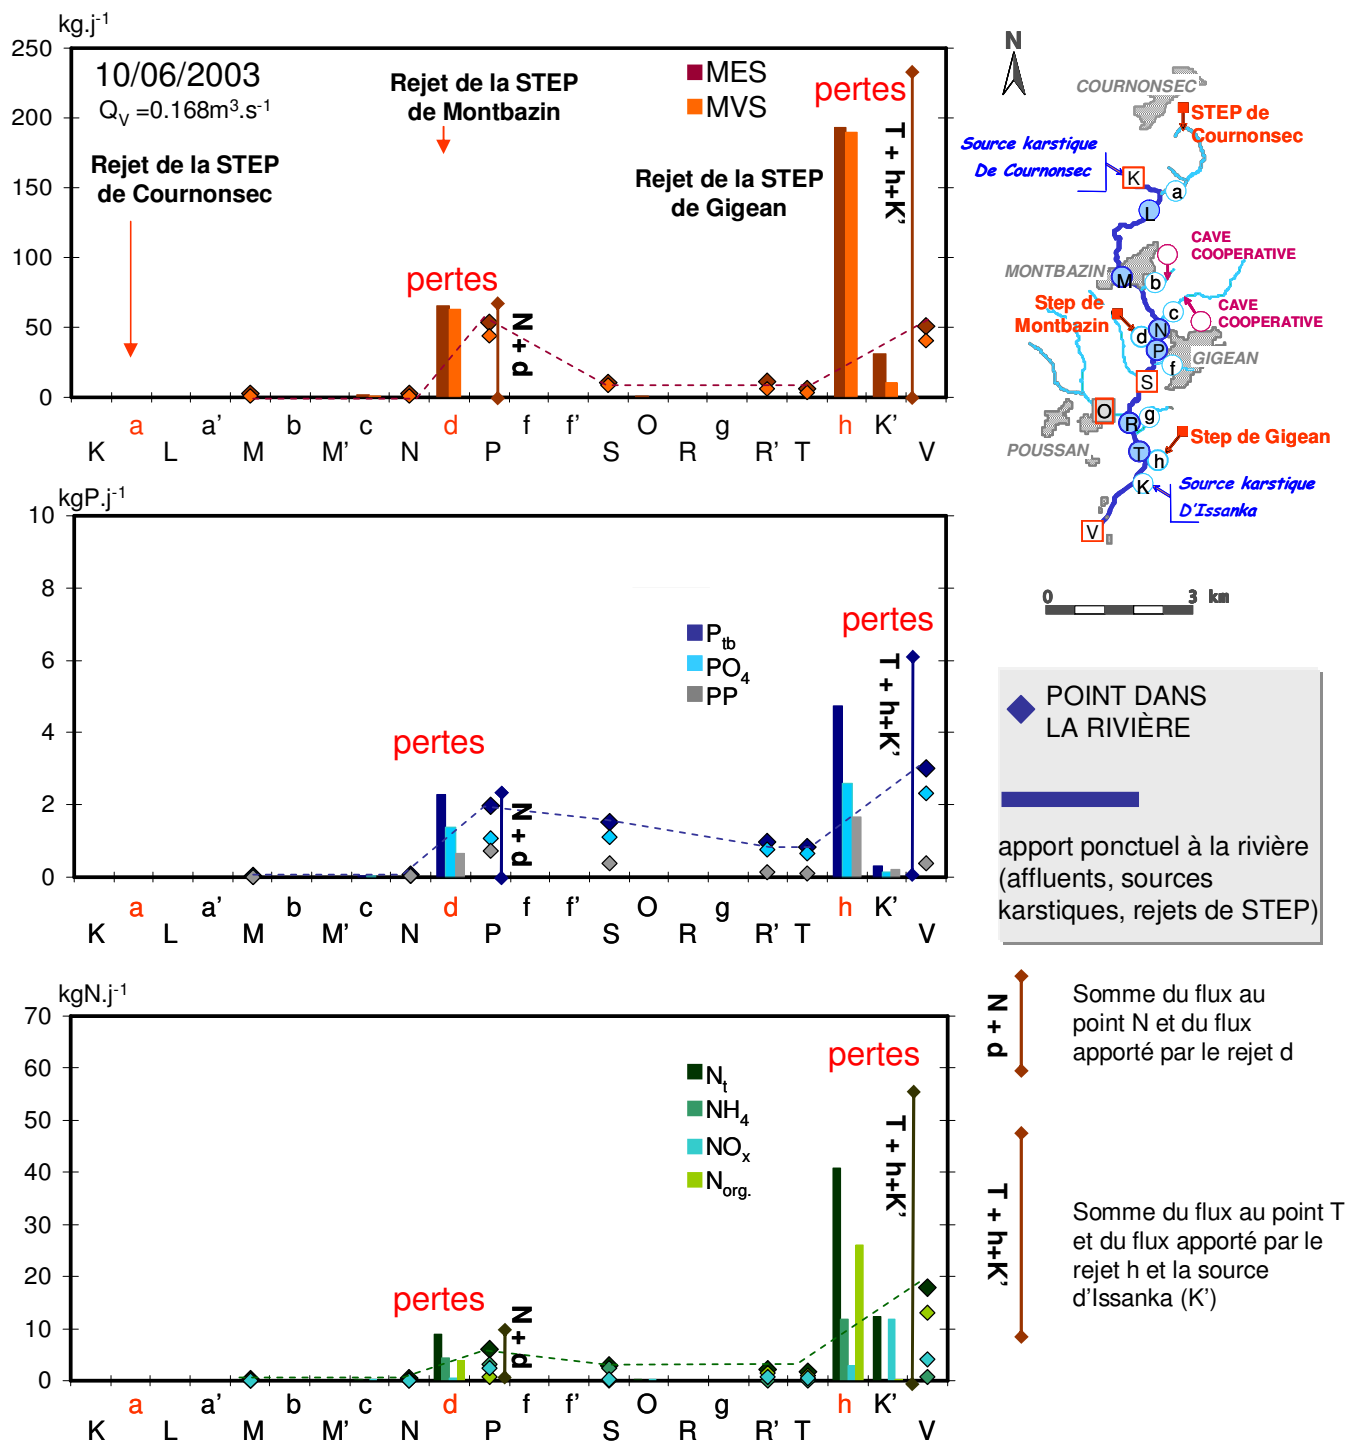 kg.j-1
250
200
150
100
50
0
10/06/2003
QV =0.168m3.s-1
Rejet de la STEP
de Cournonsec
Rejet de la STEP
de Montbazin
Rejet de la STEP
de Gigean
MES
MVS
pertes
pertes
N + d
T + h+K'
a a' b c d f f' O g h K'
K L M M' N P S R R' T V
kgP.j-1
10
8
6
4
2
0
Ptb
PO4
PP
pertes
pertes
N + d
T + h+K'
a a' b c d f f' O g h K'
K L M M' N P S R R' T V
kgN.j-1
70
60
50
40
30
20
10
0
Nt
NH4
NOx
Norg.
pertes
pertes
N + d
T + h+K'
a a' b c d f f' O g h K'
K L M M' N P S R R' T V
N
COURNONSEC
STEP de
Cournonsec
Source karstique
De Cournonsec
K
a
L
CAVE
COOPERATIVE
MONTBAZIN
M
b
Step de
Montbazin
c
CAVE
COOPERATIVE
N
d
P
GIGEAN
f
S
O
R
g
POUSSAN
Step de Gigean
T
h
K
Source karstique
D'Issanka
V
0 3 km
POINT DANS
LA RIVIÈRE
apport ponctuel à la rivière
(affluents, sources
karstiques, rejets de STEP)
N + d
Somme du flux au
point N et du flux
apporté par le rejet d
T + h+K'
Somme du flux au point T
et du flux apporté par le
rejet h et la source
d'Issanka (K')